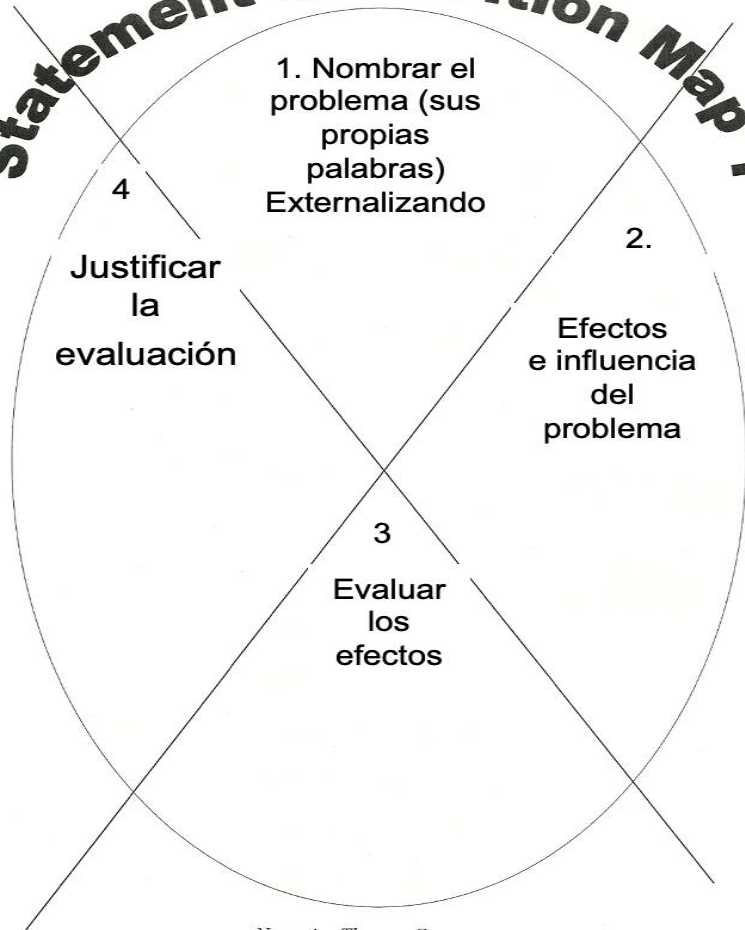 Statement Map
1. Nombrar el
problema (sus
propias
palabras)
Externalizando
2.
Efectos
e influencia
del
problema
3
Evaluar
los
efectos
4
Justificar
la
evaluación